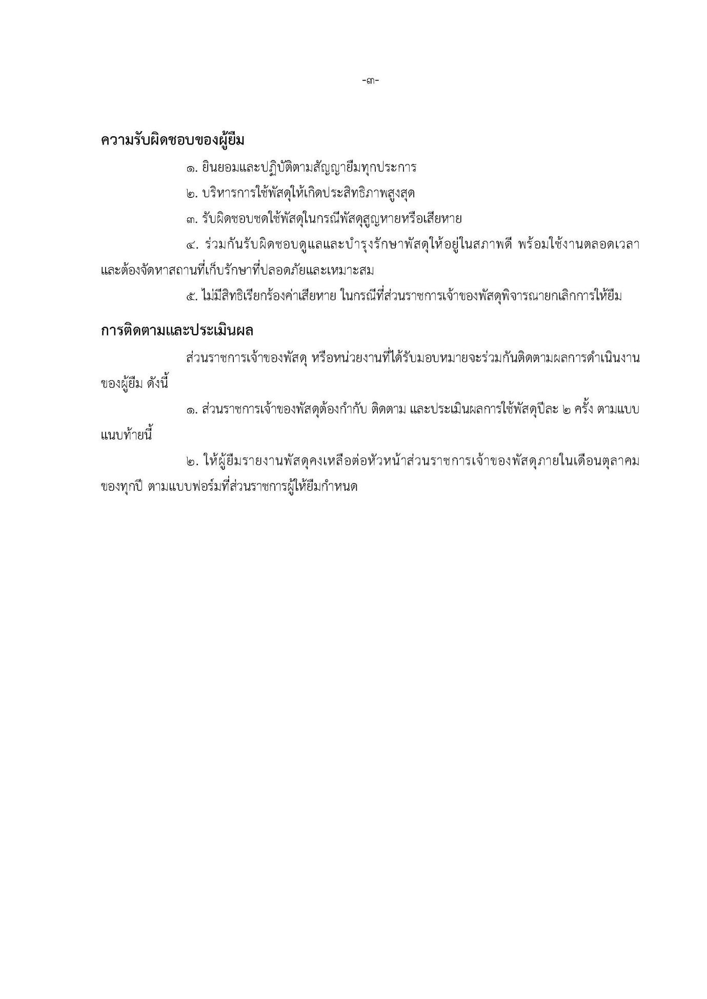 -๓-
ความรับผิดชอบของผู้ยืม
๑. ยินยอมและปฏิบัติตามสัญญายืมทุกประการ
๒. บริหารการใช้พัสดุให้เกิดประสิทธิภาพสูงสุด
๓. รับผิดชอบชดใช้พัสดุในกรณีพัสดุสูญหายหรือเสียหาย
๔. ร่วมกันรับผิดชอบดูแลและบำรุงรักษาพัสดุให้อยู่ในสภาพดี พร้อมใช้งานตลอดเวลา
และต้องจัดหาสถานที่เก็บรักษาที่ปลอดภัยและเหมาะสม
๕. ไม่มีสิทธิเรียกร้องค่าเสียหาย ในกรณีที่ส่วนราชการเจ้าของพัสดุพิจารณายกเลิกการให้ยืม
การติดตามและประเมินผล
ส่วนราชการเจ้าของพัสดุ หรือหน่วยงานที่ได้รับมอบหมายจะร่วมกันติดตามผลการดำเนินงาน
ของผู้ยืม ดังนี้
๑. ส่วนราชการเจ้าของพัสดุต้องกำกับ ติดตาม และประเมินผลการใช้พัสดุปีละ ๒ ครั้ง ตามแบบ
แนบท้ายนี้
๒. ให้ผู้ยืมรายงานพัสดุคงเหลือต่อหัวหน้าส่วนราชการเจ้าของพัสดุภายในเดือนตุลาคม
ของทุกปี ตามแบบฟอร์มที่ส่วนราชการผู้ให้ยืมกำหนด